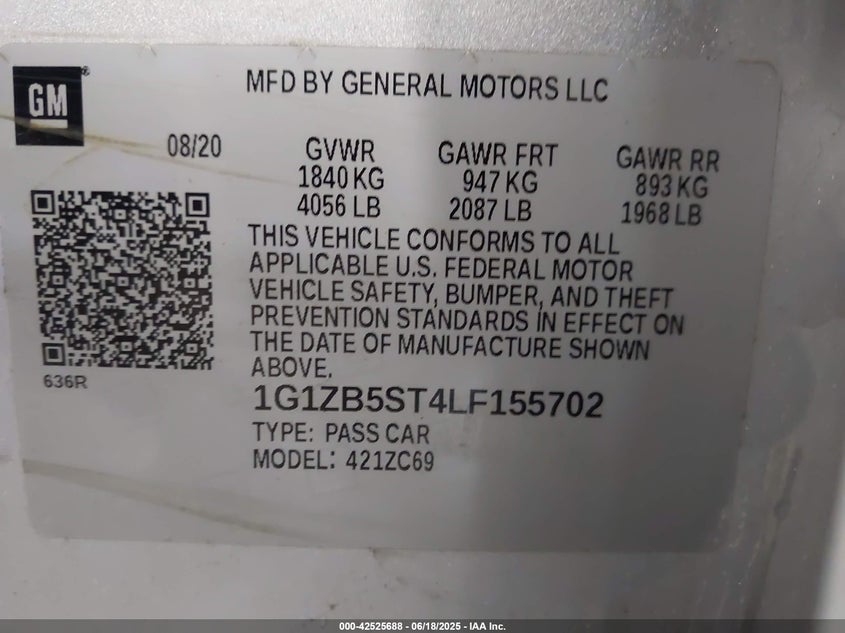 GM®
MFD BY GENERAL MOTORS LLC
08/20
GVWR
1840 KG
4056 LB
GAWR FRT
947 KG
2087 LB
GAWR RR
893 KG
1968 LB
THIS VEHICLE CONFORMS TO ALL
APPLICABLE U.S. FEDERAL MOTOR
VEHICLE SAFETY, BUMPER, AND THEFT
PREVENTION STANDARDS IN EFFECT ON
THE DATE OF MANUFACTURE SHOWN
ABOVE.
636R
1G1ZB5ST4LF155702
TYPE: PASS CAR
MODEL: 421ZC69
000-42525688 - 06/18/2025 - IAA Inc.